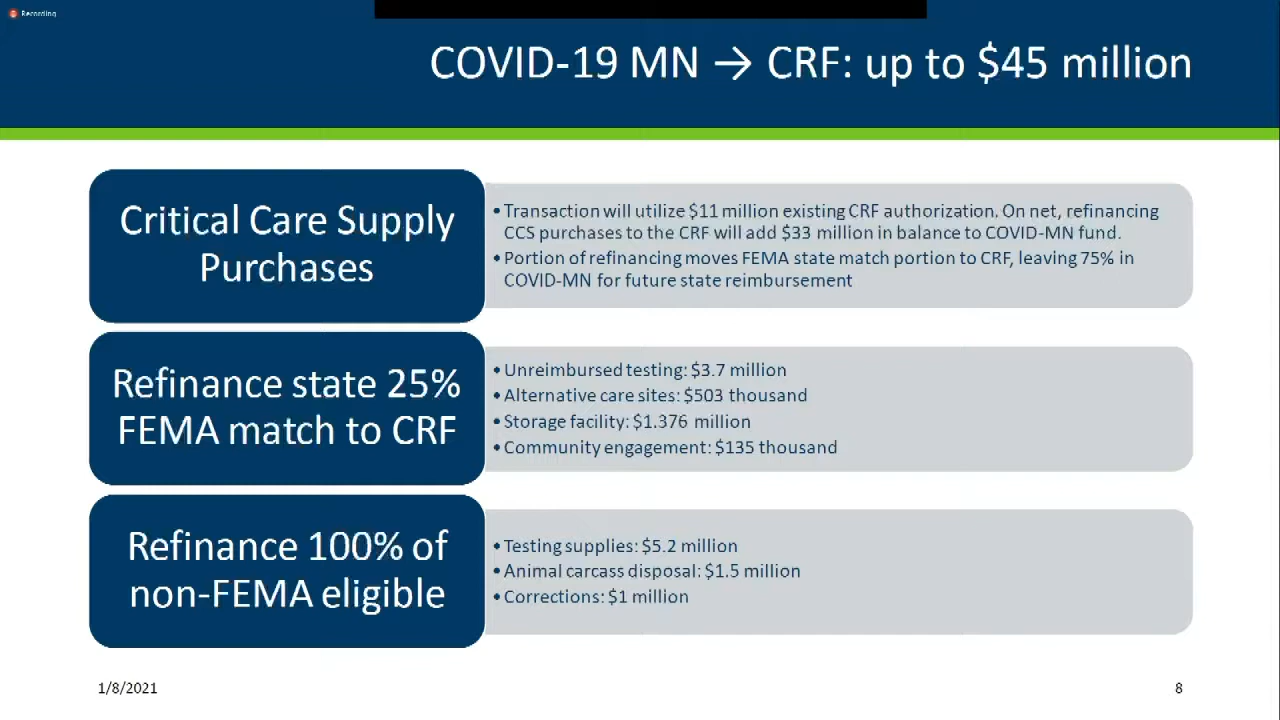 Recording
COVID-19 MN → CRF: up to $45 million
Critical Care Supply
Purchases
• Transaction will utilize $11 million existing CRF authorization. On net, refinancing
CCS purchases to the CRF will add $33 million in balance to COVID-MN fund.
• Portion of refinancing moves FEMA state match portion to CRF, leaving 75% in
COVID-MN for future state reimbursement
Refinance state 25%
FEMA match to CRF
• Unreimbursed testing: $3.7 million
• Alternative care sites: $503 thousand
• Storage facility: $1.376 million
• Community engagement: $135 thousand
Refinance 100% of
non-FEMA eligible
• Testing supplies: $5.2 million
• Animal carcass disposal: $1.5 million
• Corrections: $1 million
1/8/2021
8